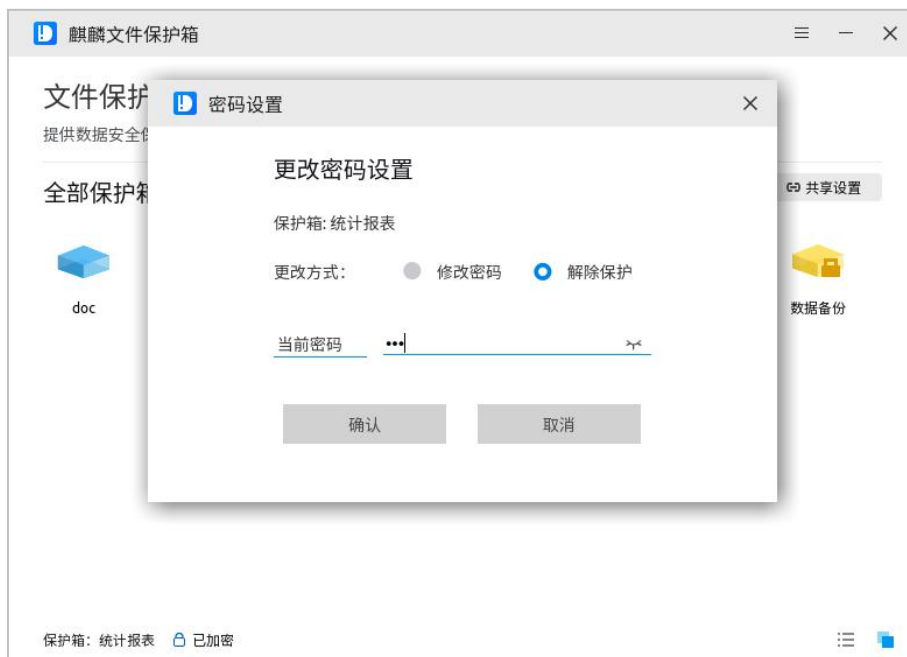 麒麟文件保护箱
文件保护
提供数据安全
密码设置
更改密码设置
全部保护
共享设置
保护箱: 统计报表
更改方式:
修改密码
解除保护
doc
数据备份
当前密码
•••
确认
取消
保护箱: 统计报表
已加密